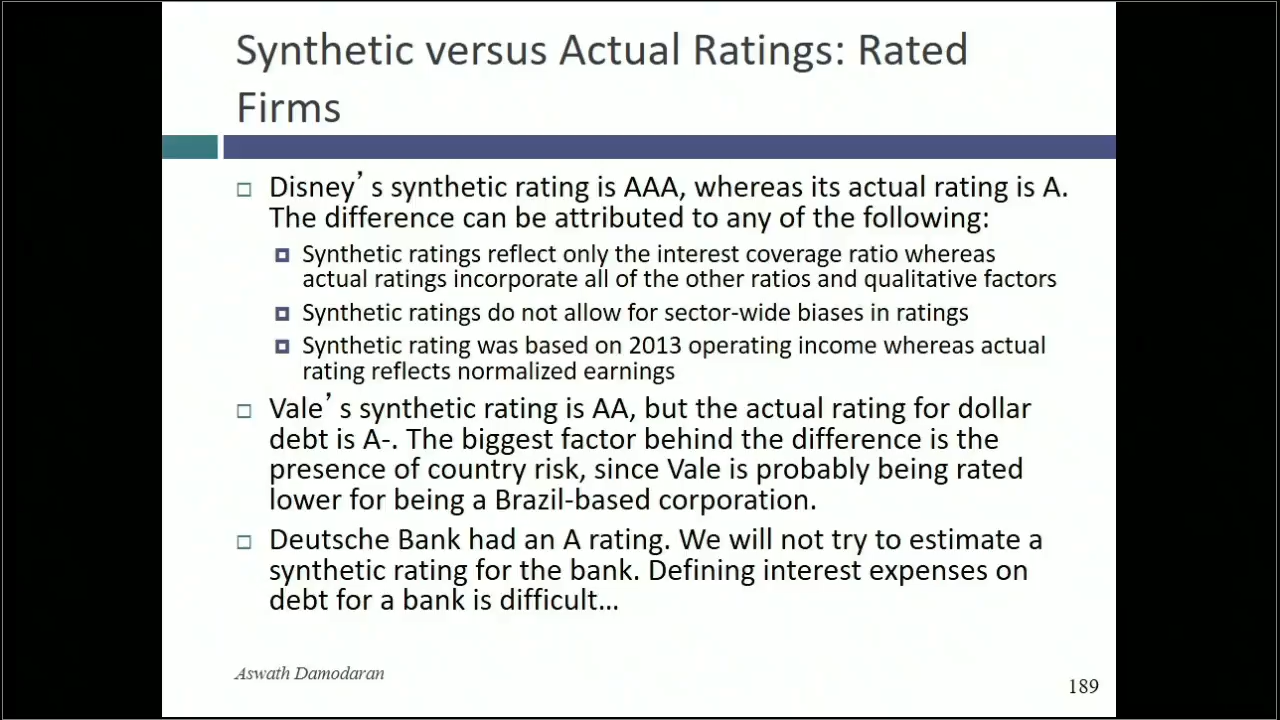 Synthetic versus Actual Ratings: Rated
Firms
Disney’s synthetic rating is AAA, whereas its actual rating is A.
The difference can be attributed to any of the following:
Synthetic ratings reflect only the interest coverage ratio whereas
actual ratings incorporate all of the other ratios and qualitative factors
Synthetic ratings do not allow for sector-wide biases in ratings
Synthetic rating was based on 2013 operating income whereas actual
rating reflects normalized earnings
Vale’s synthetic rating is AA, but the actual rating for dollar
debt is A-. The biggest factor behind the difference is the
presence of country risk, since Vale is probably being rated
lower for being a Brazil-based corporation.
Deutsche Bank had an A rating. We will not try to estimate a
synthetic rating for the bank. Defining interest expenses on
debt for a bank is difficult…
Aswath Damodaran
189